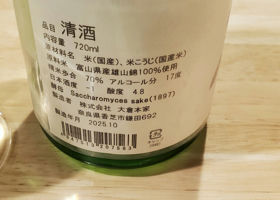 品目 清酒
内容量 720ml
原材料 米(国産)、米こうじ(国産米)
原料米 富山県産雄山錦100%使用
精米歩合 70% アルコール分 17度
日本酒度 -1 酸度 4.8
酵母 Saccharomyces sake(1897)
製造者 株式会社 大倉本家
奈良県香芝市鎌田692
製造年月 2025.10